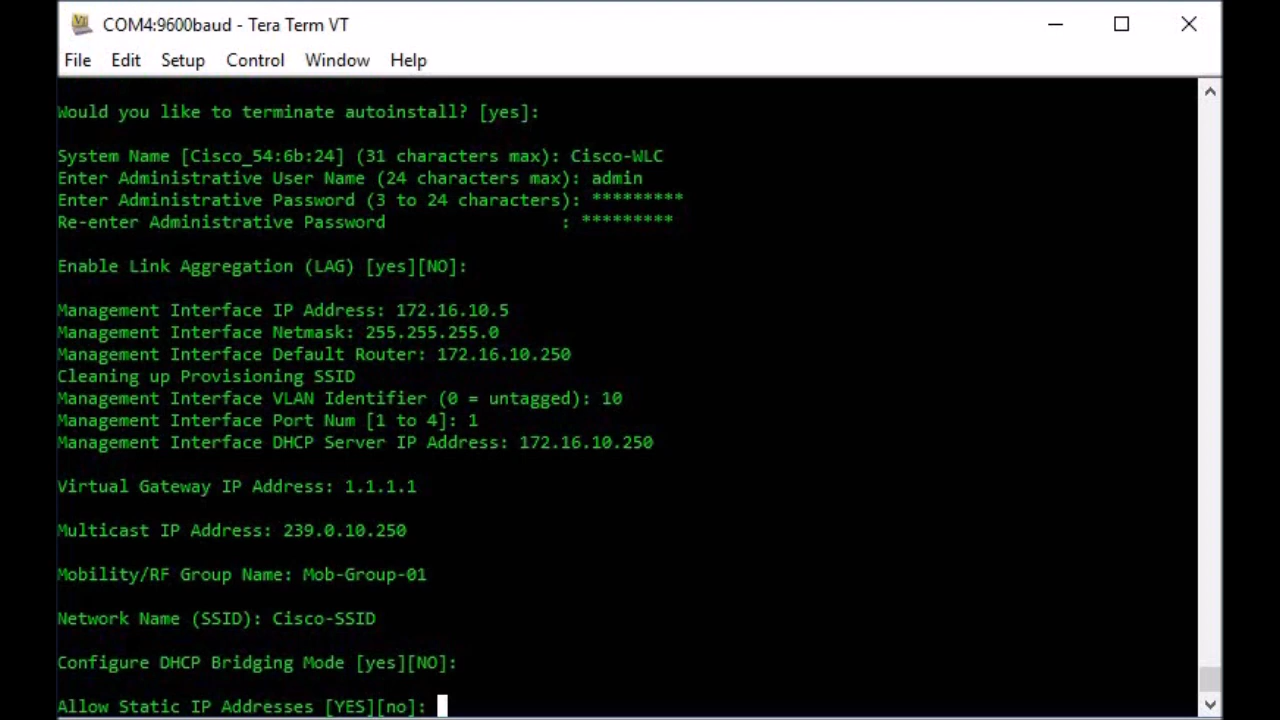 COM4:9600baud - Tera Term VT
File Edit Setup Control Window Help
Would you like to terminate autoinstall? [yes]:
System Name [Cisco_54:6b:24] (31 characters max): Cisco-WLC
Enter Administrative User Name (24 characters max): admin
Enter Administrative Password (3 to 24 characters): *********
Re-enter Administrative Password                 : *********
Enable Link Aggregation (LAG) [yes][NO]:
Management Interface IP Address: 172.16.10.5
Management Interface Netmask: 255.255.255.0
Management Interface Default Router: 172.16.10.250
Cleaning up Provisioning SSID
Management Interface VLAN Identifier (0 = untagged): 10
Management Interface Port Num [1 to 4]: 1
Management Interface DHCP Server IP Address: 172.16.10.250
Virtual Gateway IP Address: 1.1.1.1
Multicast IP Address: 239.0.10.250
Mobility/RF Group Name: Mob-Group-01
Network Name (SSID): Cisco-SSID
Configure DHCP Bridging Mode [yes][NO]:
Allow Static IP Addresses [YES][no]: